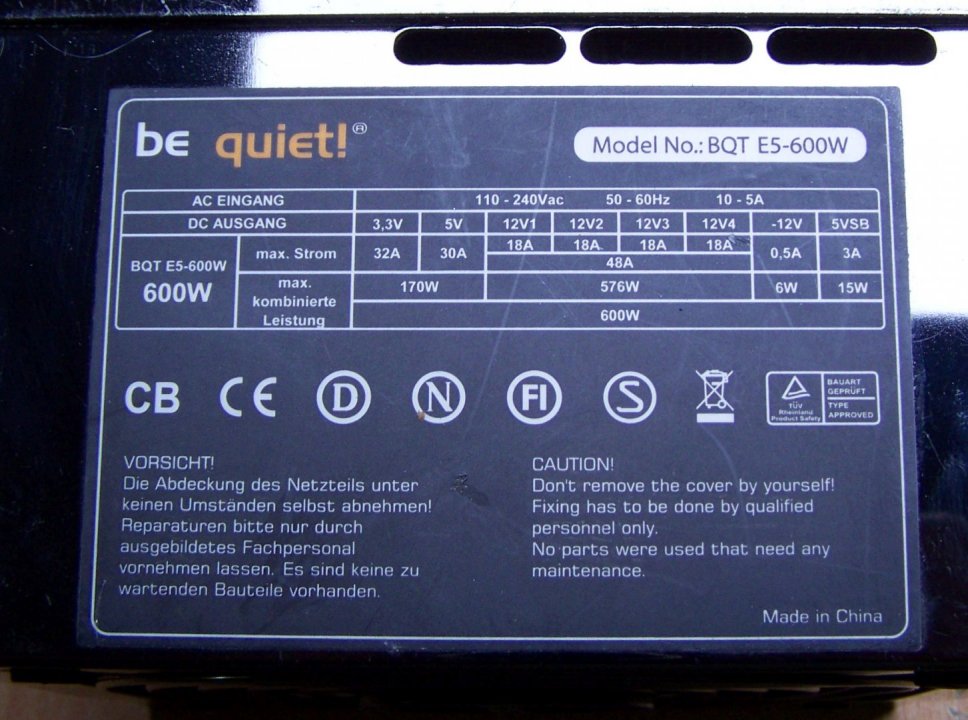 be quiet!®
Model No.: BQT E5-600W
AC EINGANG 110 - 240Vac 50 - 60Hz 10 - 5A
DC AUSGANG 3,3V 5V 12V1 12V2 12V3 12V4 -12V 5VSB
BQT E5-600W
600W
max. Strom 32A 30A 18A 18A 18A 18A 0,5A 3A
48A
max.
kombinierte
Leistung
170W 576W 6W 15W
600W
CB CE D N FI S
TÜV
Rheinland
Product Safety
BAUART
GEPRÜFT
TYPE
APPROVED
VORSICHT!
Die Abdeckung des Netzteils unter
keinen Umständen selbst abnehmen!
Reparaturen bitte nur durch
ausgebildetes Fachpersonal
vornehmen lassen. Es sind keine zu
wartenden Bauteile vorhanden.
CAUTION!
Don't remove the cover by yourself!
Fixing has to be done by qualified
personnel only.
No parts were used that need any
maintenance.
Made in China